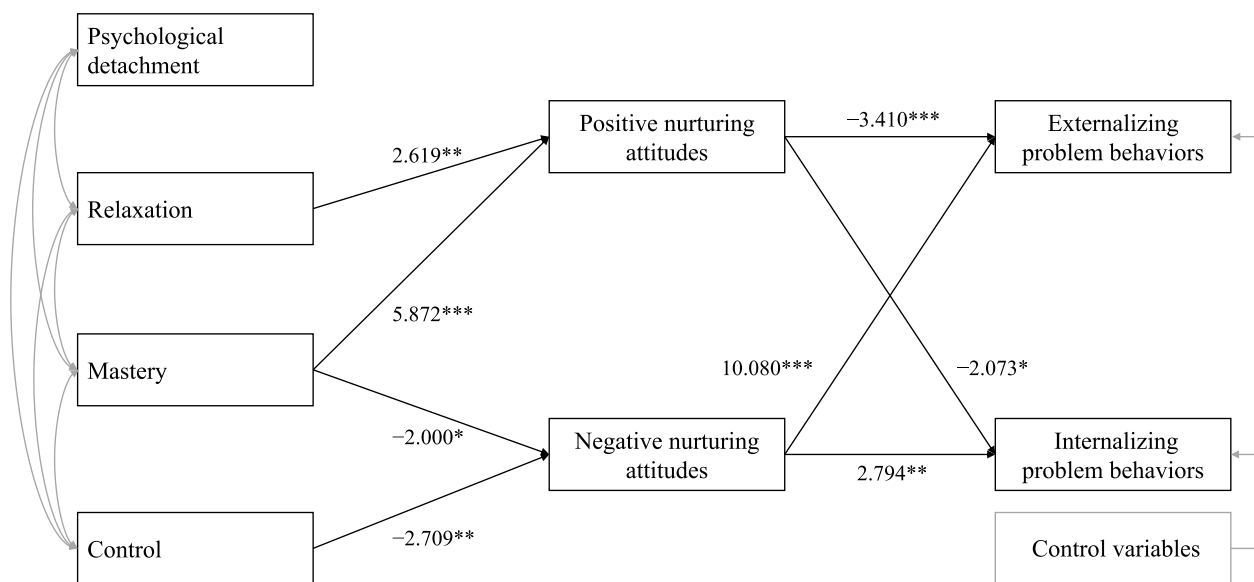 Psychological
detachment
Relaxation
Mastery
Control
2.619**
5.872***
−2.000*
−2.709**
Positive nurturing
attitudes
Negative nurturing
attitudes
−3.410***
10.080***
−2.073*
2.794**
Externalizing
problem behaviors
Internalizing
problem behaviors
Control variables